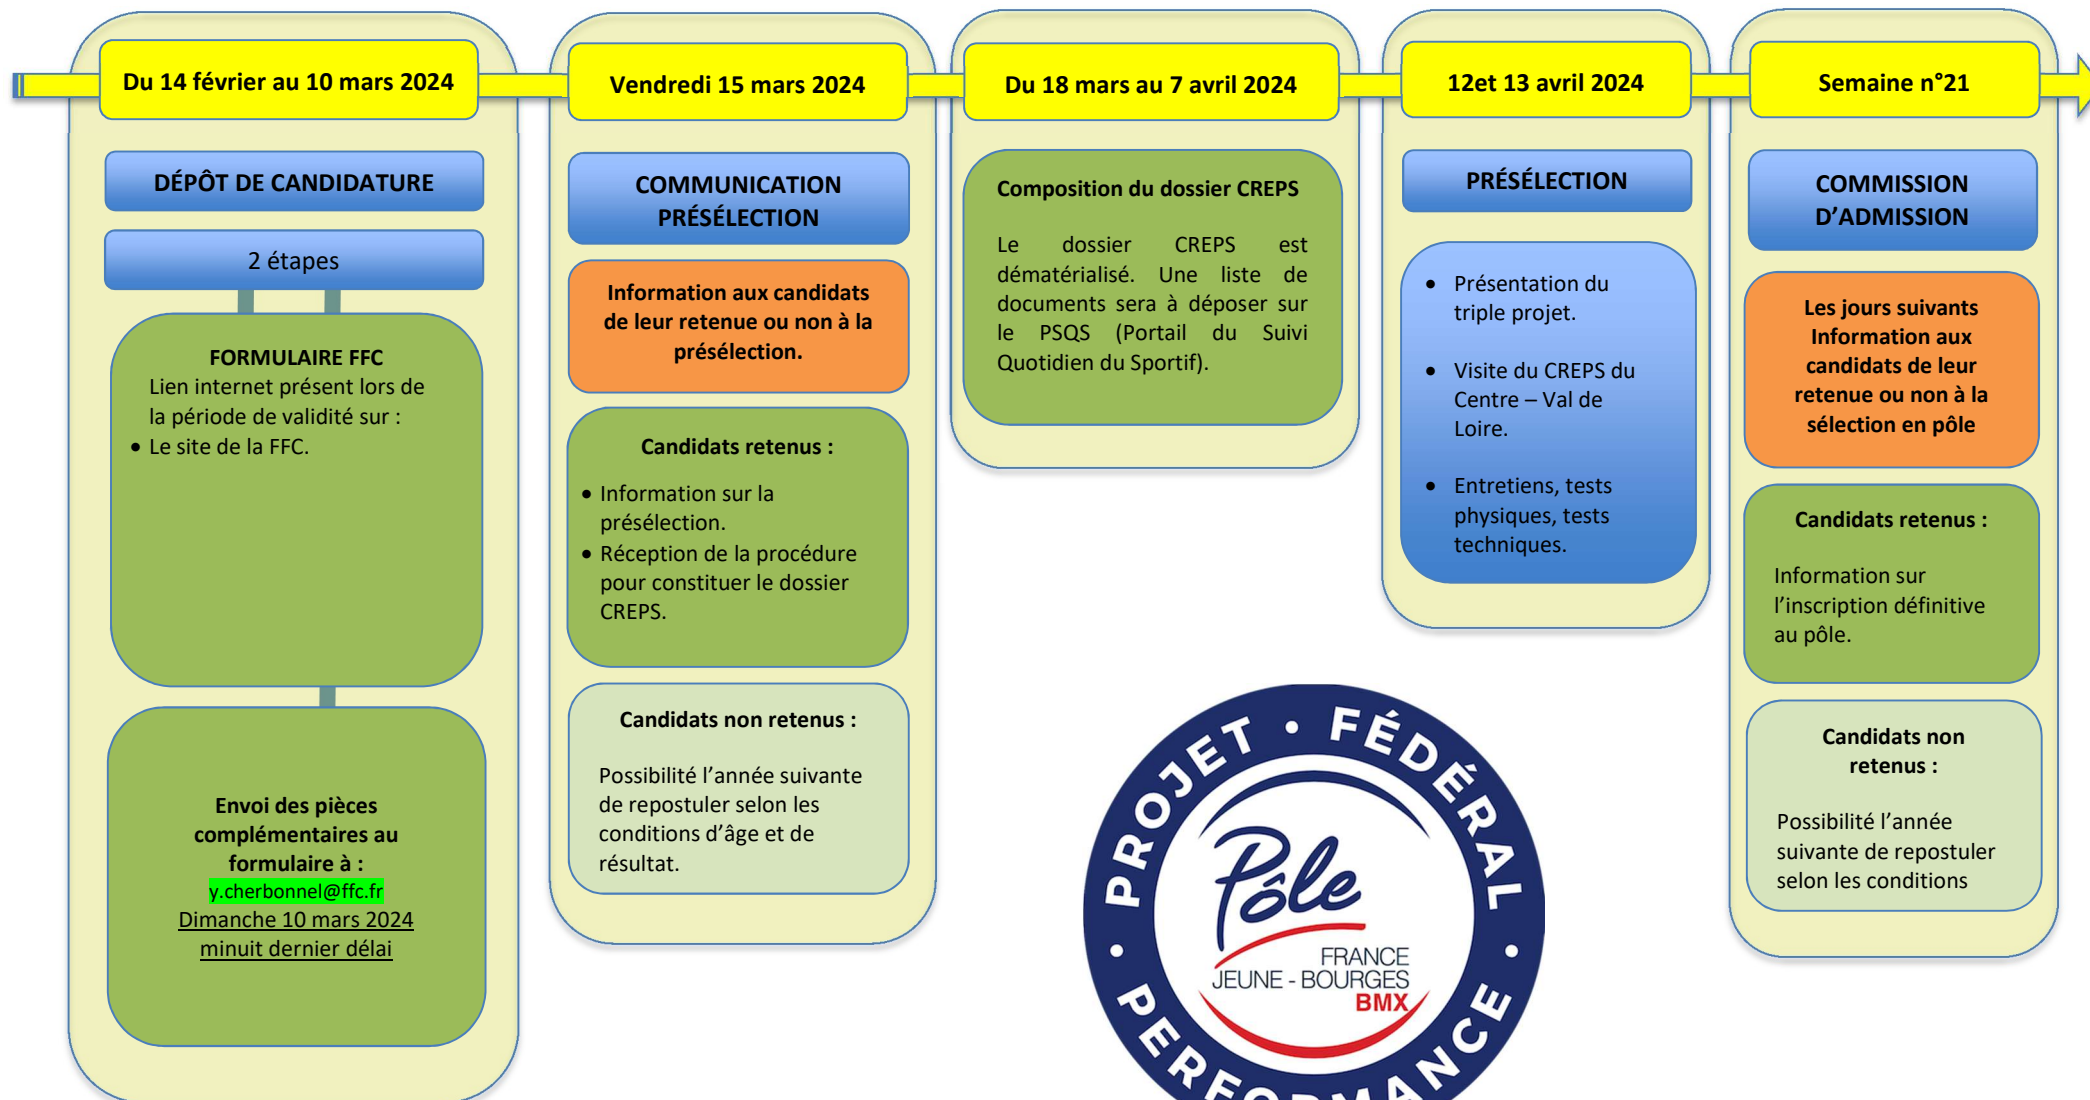 Du 14 février au 10 mars 2024
DÉPÔT DE CANDIDATURE
2 étapes
FORMULAIRE FFC
Lien internet présent lors de
la période de validité sur :
• Le site de la FFC.
Envoi des pièces
complémentaires au
formulaire à :
y.cherbonnel@ffc.fr
Dimanche 10 mars 2024
minuit dernier délai
Vendredi 15 mars 2024
COMMUNICATION
PRÉSÉLECTION
Information aux candidats
de leur retenue ou non à la
présélection.
Candidats retenus :
• Information sur la
présélection.
• Réception de la procédure
pour constituer le dossier
CREPS.
Candidats non retenus :
Possibilité l’année suivante
de repostuler selon les
conditions d’âge et de
résultat.
Du 18 mars au 7 avril 2024
Composition du dossier CREPS
Le dossier CREPS est
dématérialisé. Une liste de
documents sera à déposer sur
le PSQS (Portail du Suivi
Quotidien du Sportif).
12et 13 avril 2024
PRÉSÉLECTION
• Présentation du
triple projet.
• Visite du CREPS du
Centre – Val de
Loire.
• Entretiens, tests
physiques, tests
techniques.
Semaine n°21
COMMISSION
D’ADMISSION
Les jours suivants
Information aux
candidats de leur
retenue ou non à la
sélection en pôle
Candidats retenus :
Information sur
l’inscription définitive
au pôle.
Candidats non
retenus :
Possibilité l’année
suivante de repostuler
selon les conditions
PROJET • FÉDÉRAL
Pôle
FRANCE
JEUNE - BOURGES
BMX
• PERFORMANCE •